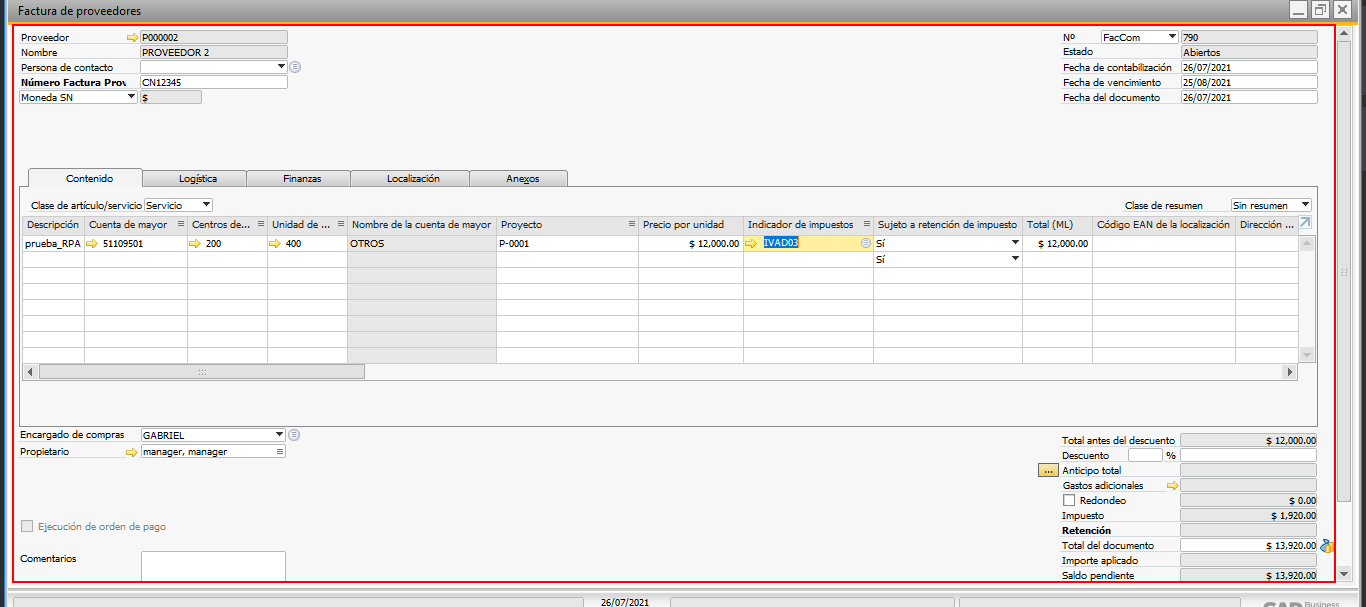 Factura de proveedores
Proveedor P000002
Nombre PROVEEDOR 2
Persona de contacto
Número Factura Prov CN12345
Moneda SN $
Nº FacCom 790
Estado Abiertos
Fecha de contabilización 26/07/2021
Fecha de vencimiento 25/08/2021
Fecha del documento 26/07/2021
Contenido Logística Finanzas Localización Anexos
Clase de artículo/servicio Servicio Clase de resumen Sin resumen
Descripción Cuenta de mayor Centros de... Unidad de ... Nombre de la cuenta de mayor Proyecto Precio por unidad Indicador de impuestos Sujeto a retención de impuesto Total (ML) Código EAN de la localización Dirección ...
prueba_RPA 51109501 200 400 OTROS P-0001 $ 12,000.00 IVAD03 Sí $ 12,000.00
Sí
Encargado de compras GABRIEL
Propietario manager, manager
Ejecución de orden de pago
Comentarios
Total antes del descuento $ 12,000.00
Descuento %
... Anticipo total
Gastos adicionales
Redondeo $ 0.00
Impuesto $ 1,920.00
Retención
Total del documento $ 13,920.00
Importe aplicado
Saldo pendiente $ 13,920.00
26/07/2021
SAP Business